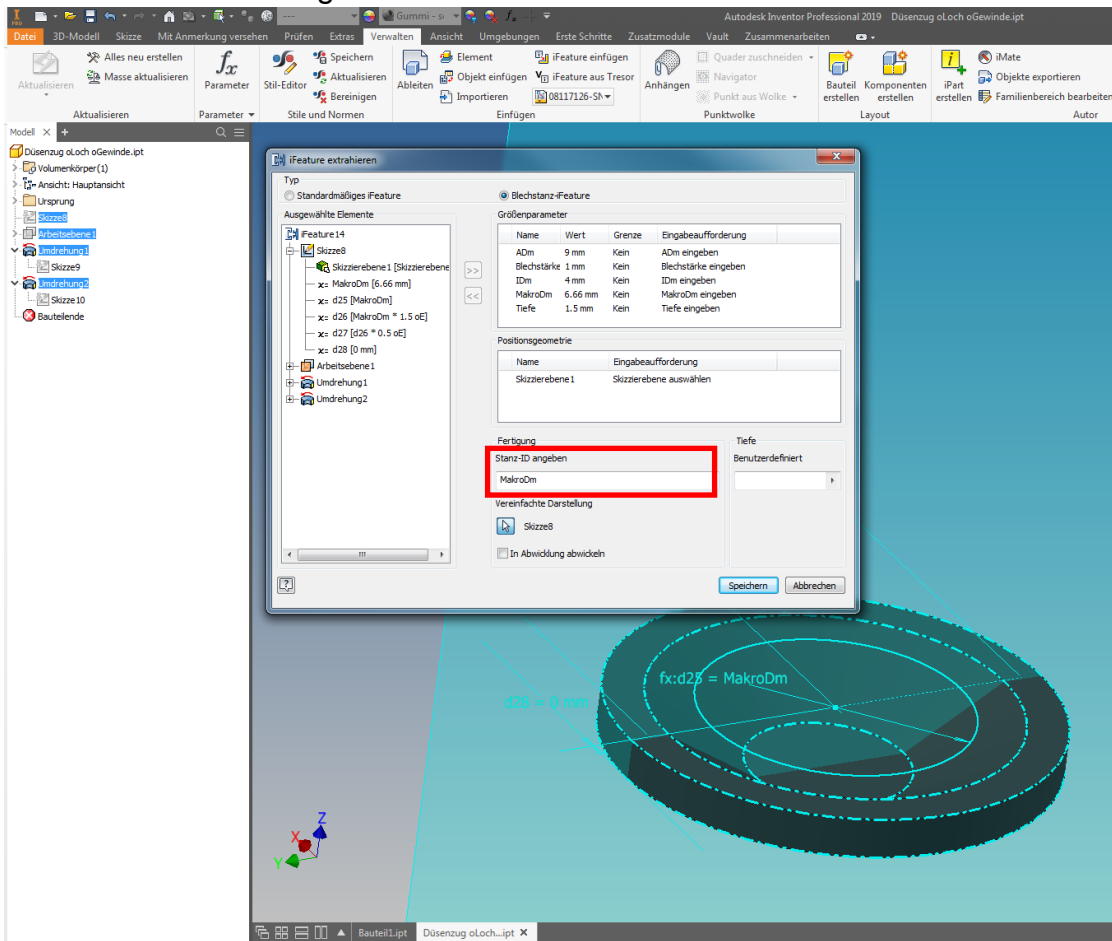 PRO
---
Gummi - s
Autodesk Inventor Professional 2019 Düsenzug oLoch oGewinde.ipt
Datei 3D-Modell Skizze Mit Anmerkung versehen Prüfen Extras Verwalten Ansicht Umgebungen Erste Schritte Zusatzmodule Vault Zusammenarbeiten
Aktualisieren
Alles neu erstellen
Masse aktualisieren
Aktualisieren
fx
Parameter
Parameter
Stil-Editor
Speichern
Aktualisieren
Bereinigen
Stile und Normen
Ableiten
Element
Objekt einfügen
Importieren
iFeature einfügen
iFeature aus Tresor
08117126-SN
Einfügen
Anhängen
Quader zuschneiden
Navigator
Punkt aus Wolke
Punktwolke
Bauteil erstellen
Komponenten erstellen
Layout
iPart erstellen
iMate
Objekte exportieren
Familienbereich bearbeiten
Autor
Modell × +
Düsenzug oLoch oGewinde.ipt
Volumenkörper(1)
Ansicht: Hauptansicht
Ursprung
Skizze8
Arbeitsebene1
Umdrehung1
Skizze9
Umdrehung2
Skizze10
Bauteilende
iFeature extrahieren
Typ
Standardmäßiges iFeature
Blechstanz-iFeature
Ausgewählte Elemente
iFeature14
Skizze8
Skizzierebene1 [Skizzierebene
x= MakroDm [6.66 mm]
x= d25 [MakroDm]
x= d26 [MakroDm * 1.5 oE]
x= d27 [d26 * 0.5 oE]
x= d28 [0 mm]
Arbeitsebene1
Umdrehung1
Umdrehung2
>>
<<
Größenparameter
Name Wert Grenze Eingabeaufforderung
ADm 9 mm Kein ADm eingeben
Blechstärke 1 mm Kein Blechstärke eingeben
IDm 4 mm Kein IDm eingeben
MakroDm 6.66 mm Kein MakroDm eingeben
Tiefe 1.5 mm Kein Tiefe eingeben
Positionsgeometrie
Name Eingabeaufforderung
Skizzierebene1 Skizzierebene auswählen
Fertigung
Stanz-ID angeben
MakroDm
Vereinfachte Darstellung
Skizze8
In Abwicklung abwickeln
Tiefe
Benutzerdefiniert
?
Speichern Abbrechen
fx:d25 = MakroDm
d28 = 0 mm
Z
X
Y
Bauteil1.ipt Düsenzug oLoch...ipt ×